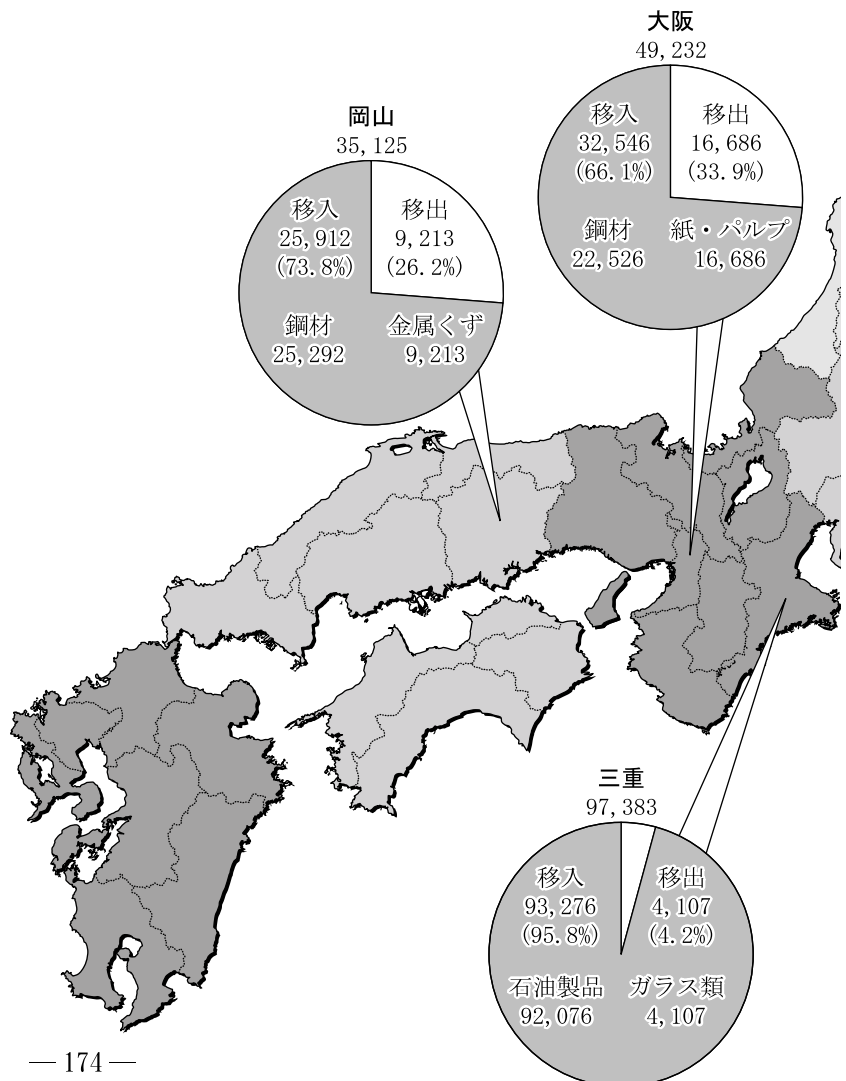 大阪
49,232
移入 移出
32,546 16,686
(66.1%) (33.9%)
鋼材 紙・パルプ
22,526 16,686
岡山
35,125
移入 移出
25,912 9,213
(73.8%) (26.2%)
鋼材 金属くず
25,292 9,213
三重
97,383
移入 移出
93,276 4,107
(95.8%) (4.2%)
石油製品 ガラス類
92,076 4,107
— 174 —